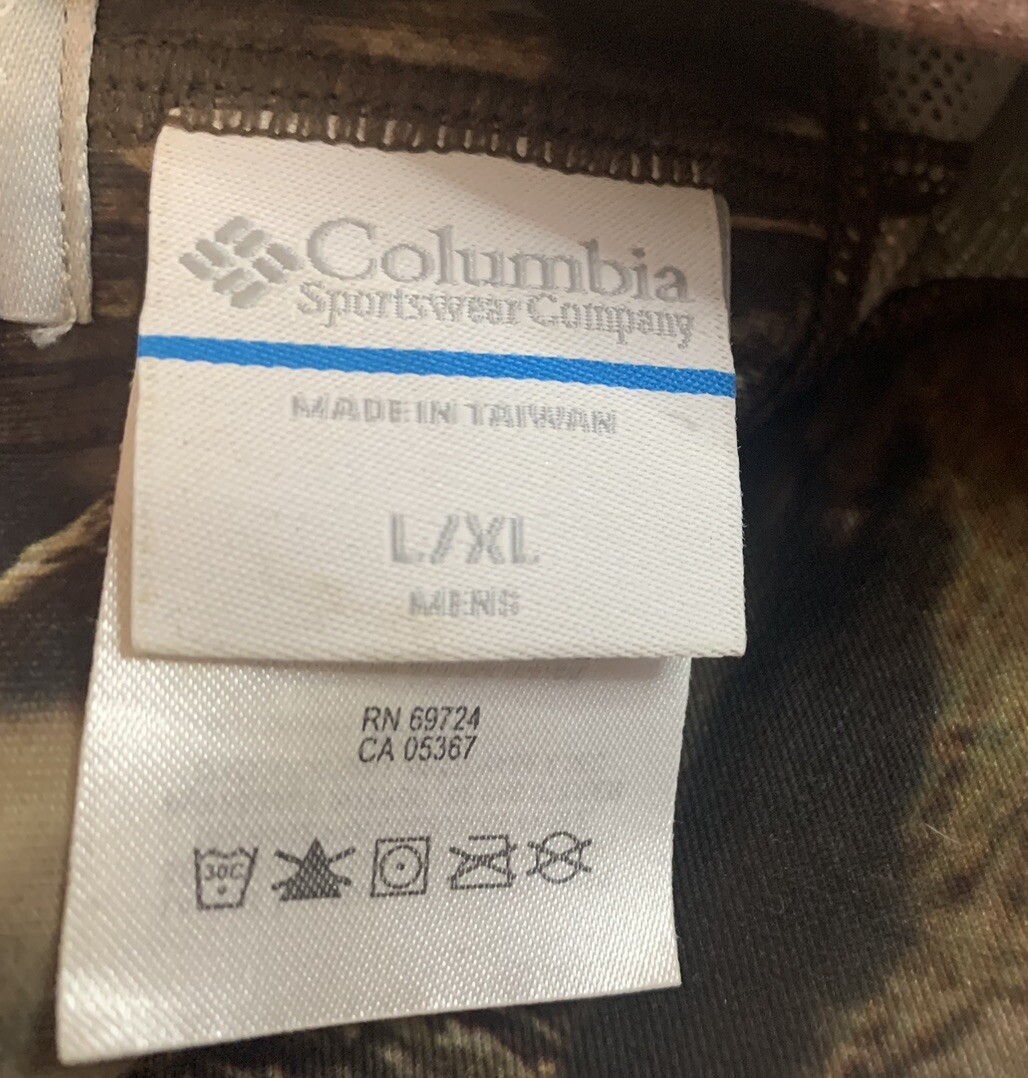 Columbia
Sportswear Company
MADE IN TAIWAN
L/XL
MENS
RN 69724
CA 05367
30C